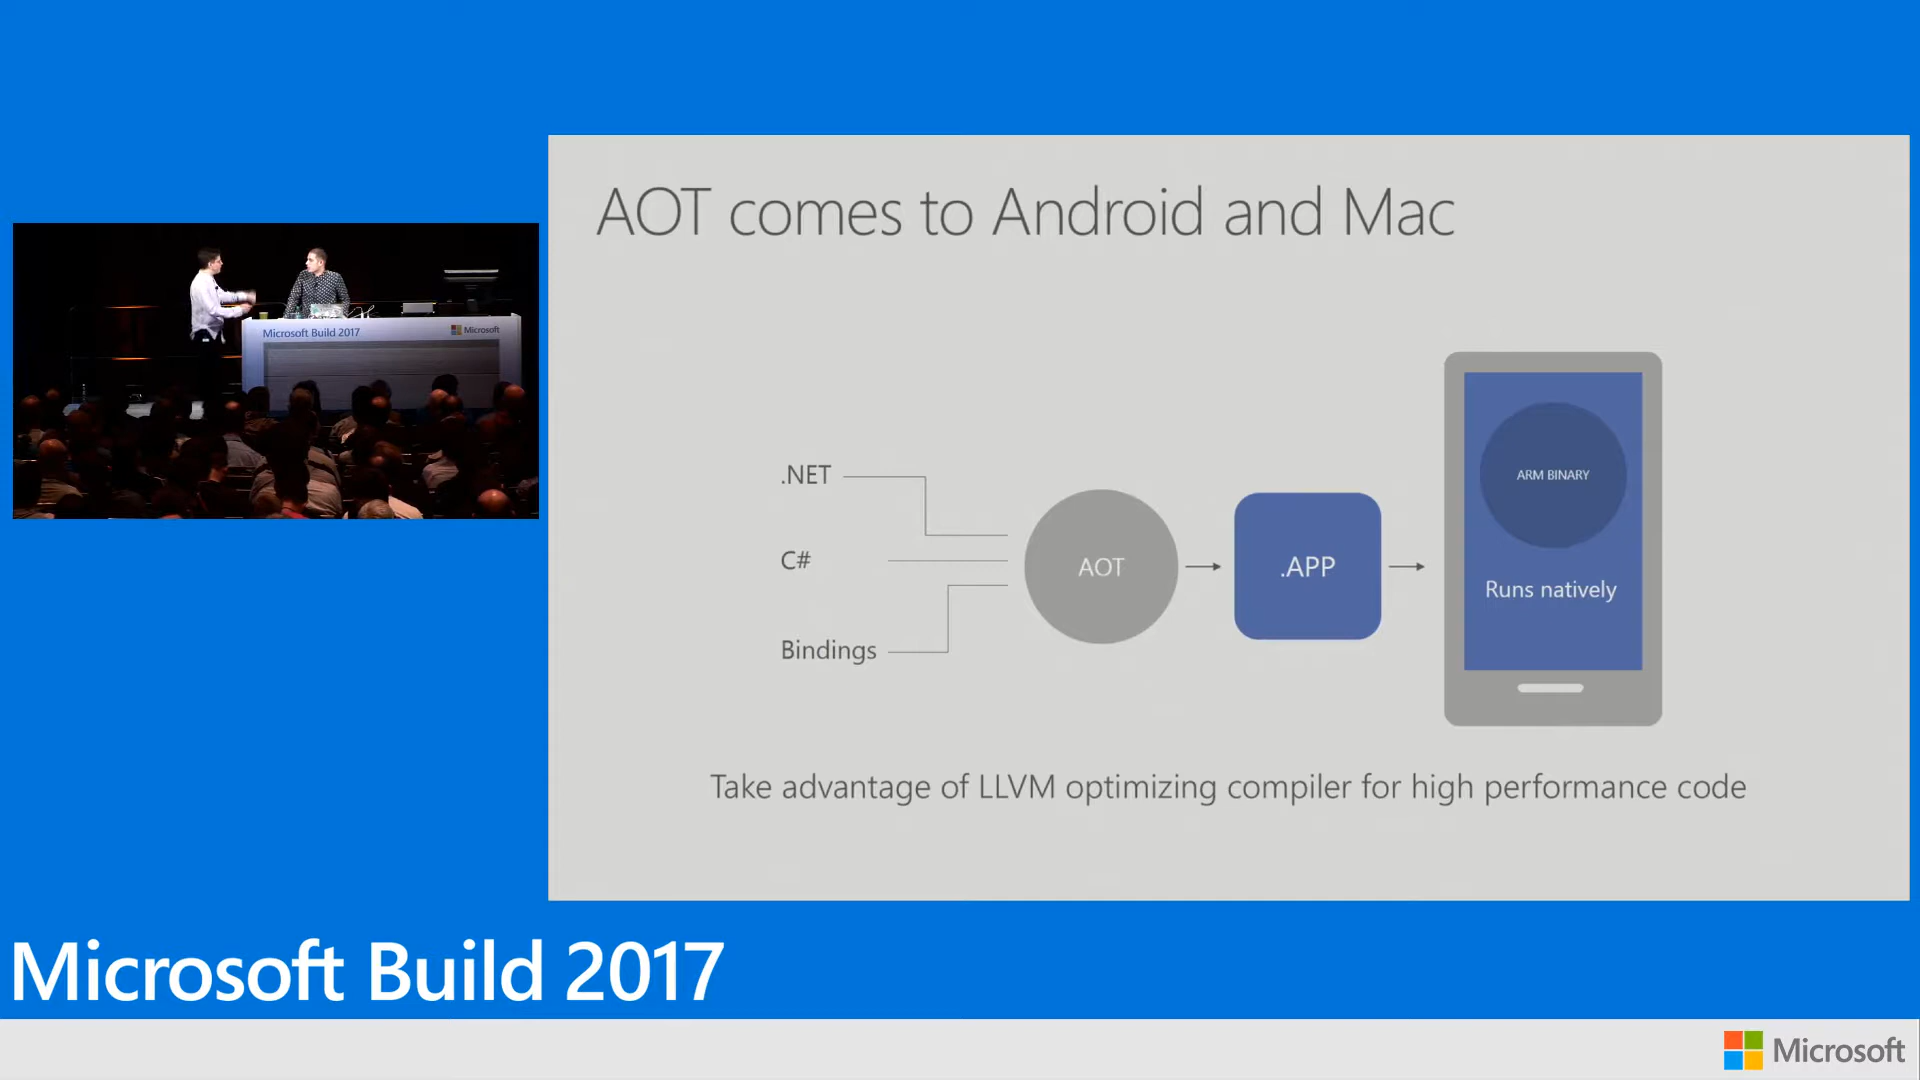 AOT comes to Android and Mac
Microsoft Build 2017
Microsoft
.NET
C#
Bindings
AOT
.APP
ARM BINARY
Runs natively
Take advantage of LLVM optimizing compiler for high performance code
Microsoft Build 2017
Microsoft